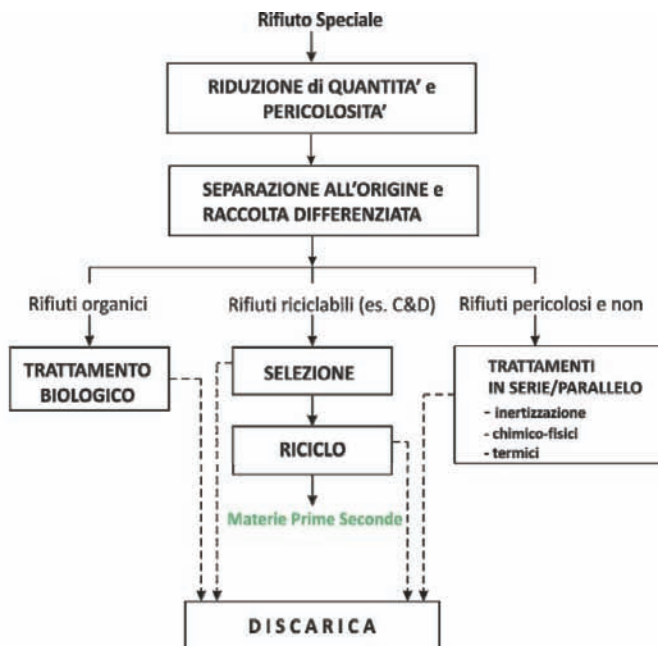 Rifiuto Speciale
RIDUZIONE di QUANTITA' e
PERICOLOSITA'
SEPARAZIONE ALL'ORIGINE e
RACCOLTA DIFFERENZIATA
Rifiuti organici
Rifiuti riciclabili (es. C&D)
Rifiuti pericolosi e non
TRATTAMENTO
BIOLOGICO
SELEZIONE
RICICLO
Materie Prime Seconde
TRATTAMENTI
IN SERIE/PARALLELO
- inertizzazione
- chimico-fisici
- termici
DISCARICA